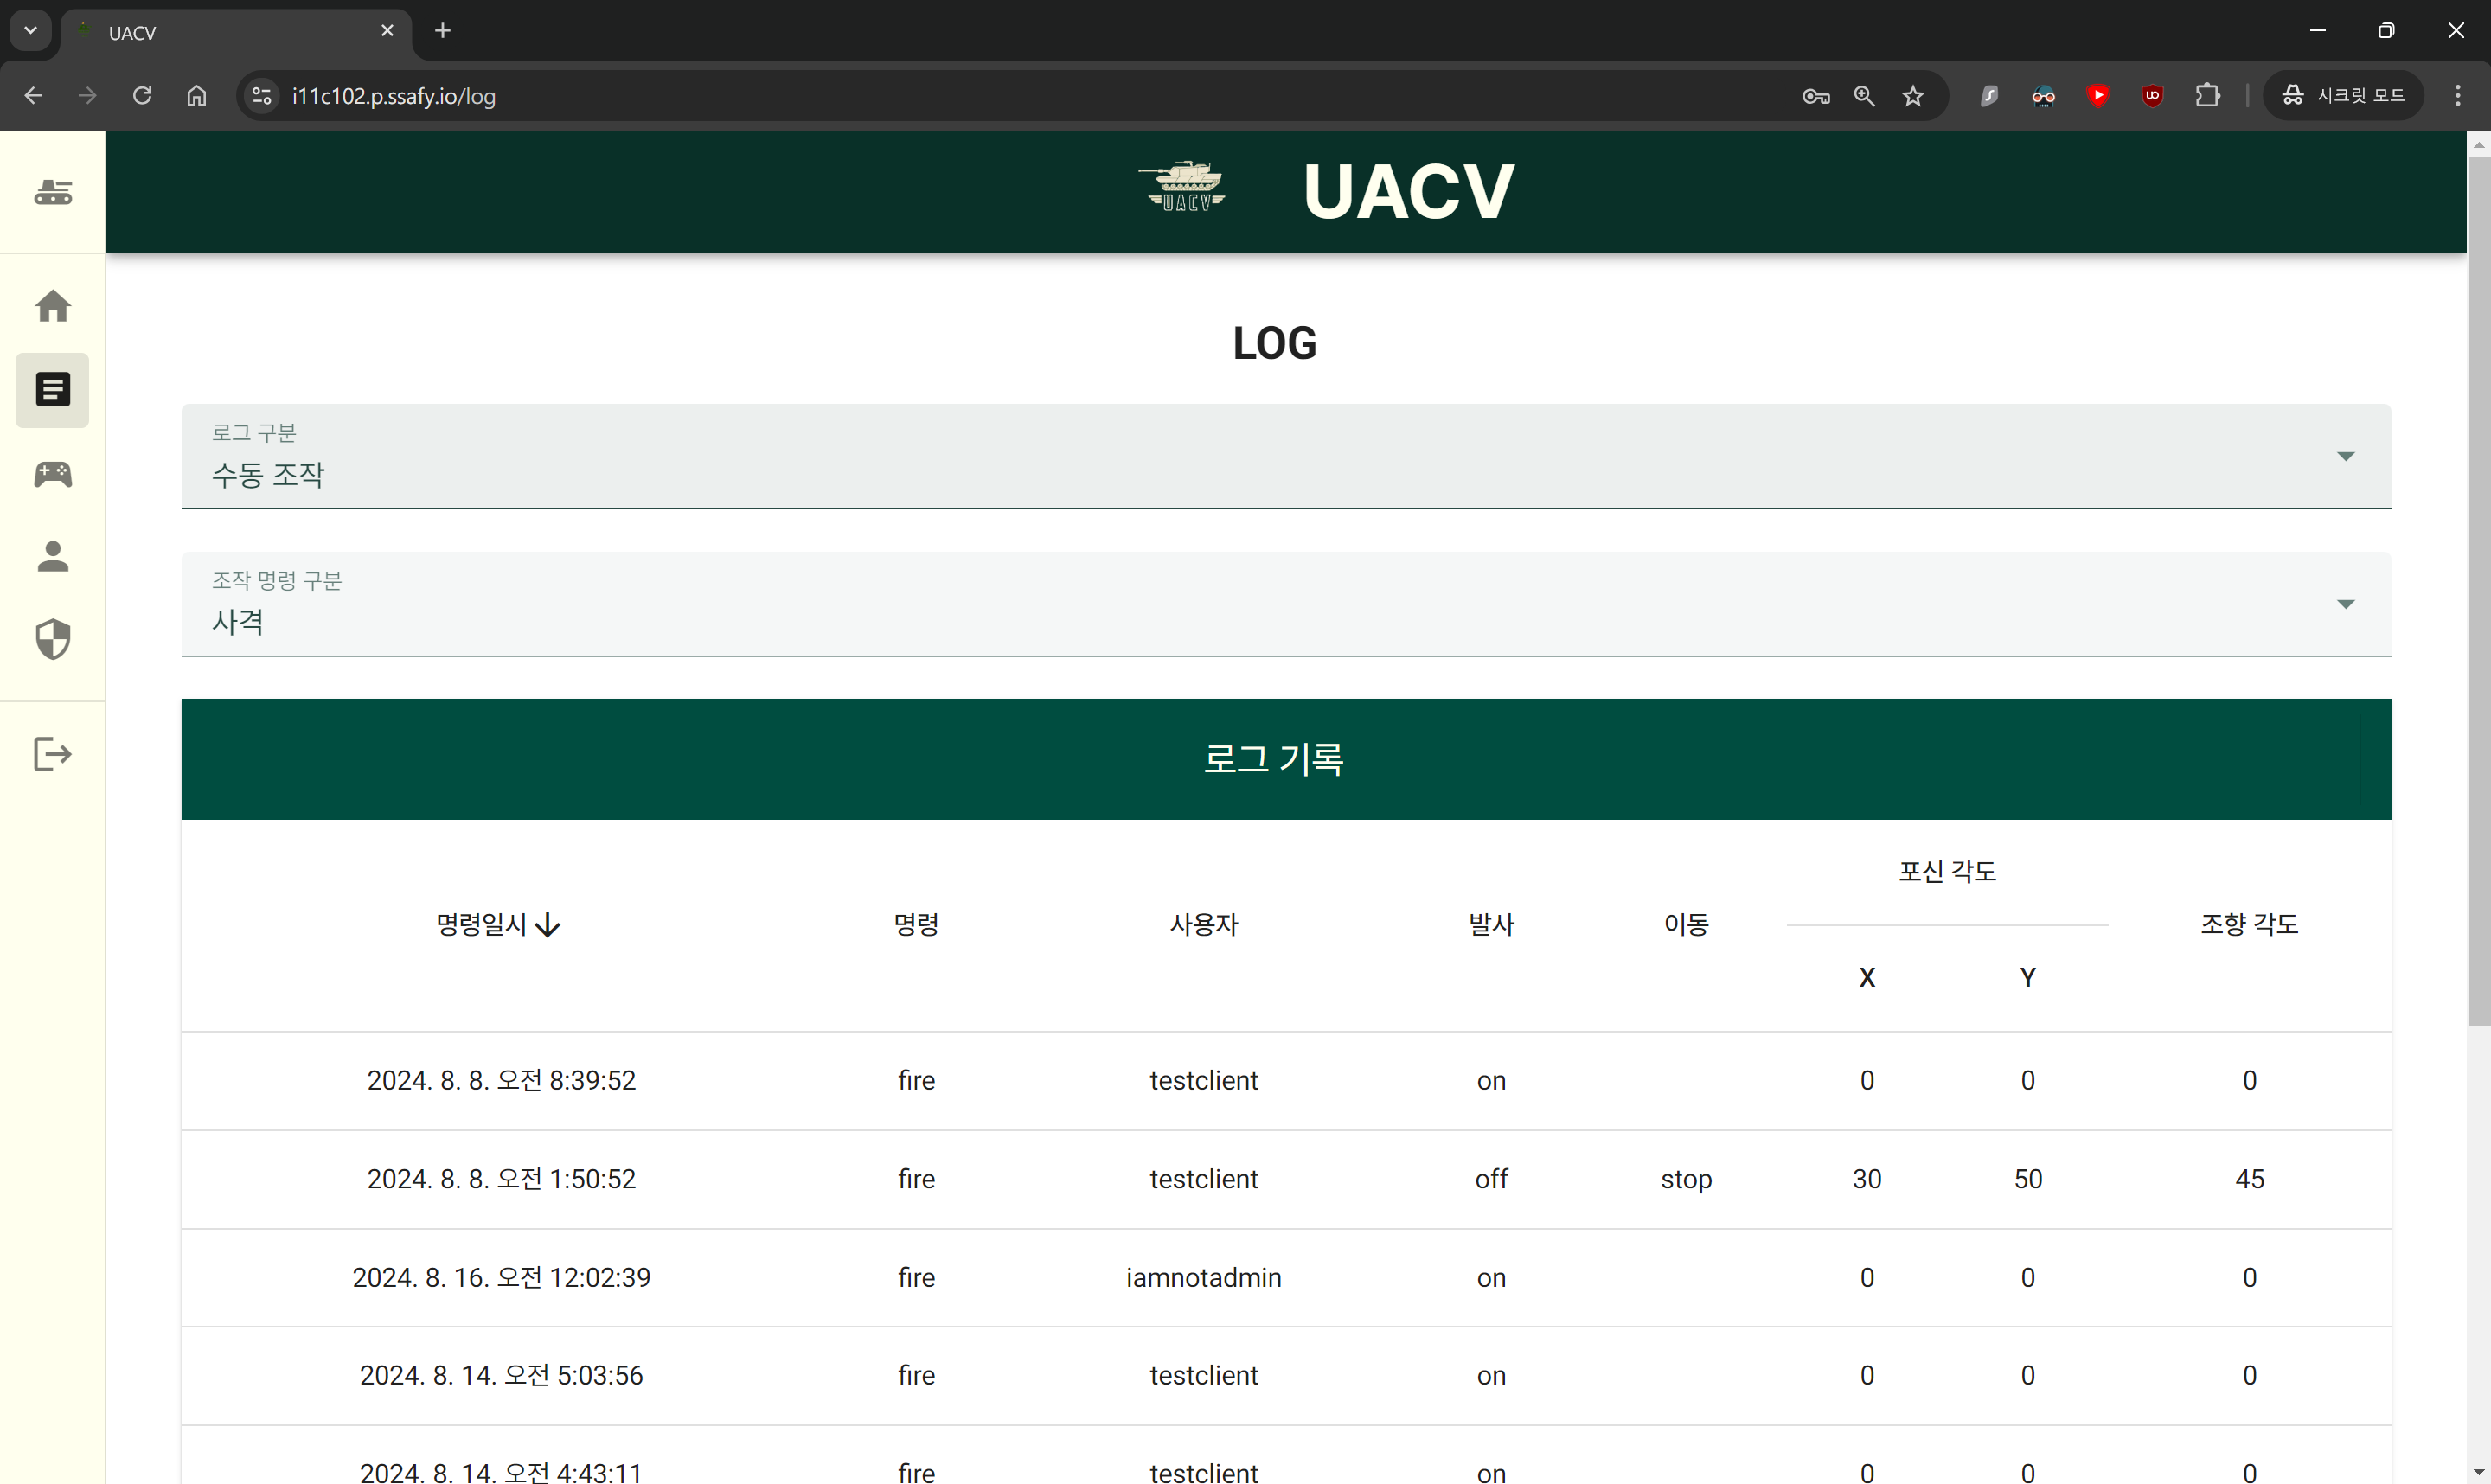 UACV
i11c102.p.ssafy.io/log
시크릿 모드
UACV
UACV
LOG
로그 구분
수동 조작
조작 명령 구분
사격
로그 기록
명령일시 명령 사용자 발사 이동 포신 각도 조향 각도
X Y
2024. 8. 8. 오전 8:39:52 fire testclient on 0 0 0
2024. 8. 8. 오전 1:50:52 fire testclient off stop 30 50 45
2024. 8. 16. 오전 12:02:39 fire iamnotadmin on 0 0 0
2024. 8. 14. 오전 5:03:56 fire testclient on 0 0 0
2024. 8. 14. 오전 4:43:11 fire testclient on 0 0 0